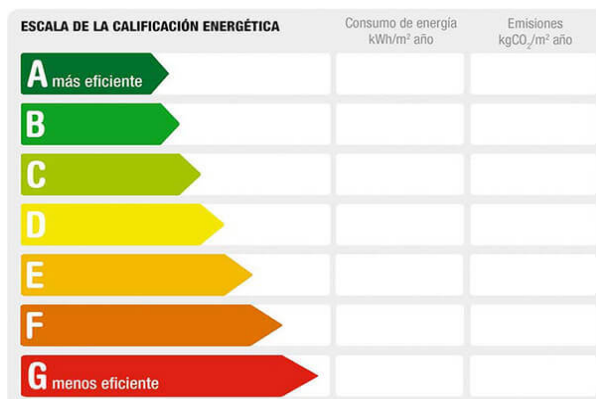 ESCALA DE LA CALIFICACIÓN ENERGÉTICA
Consumo de energía
kWh/m² año
Emisiones
kgCO₂/m² año
A más eficiente
B
C
D
E
F
G menos eficiente